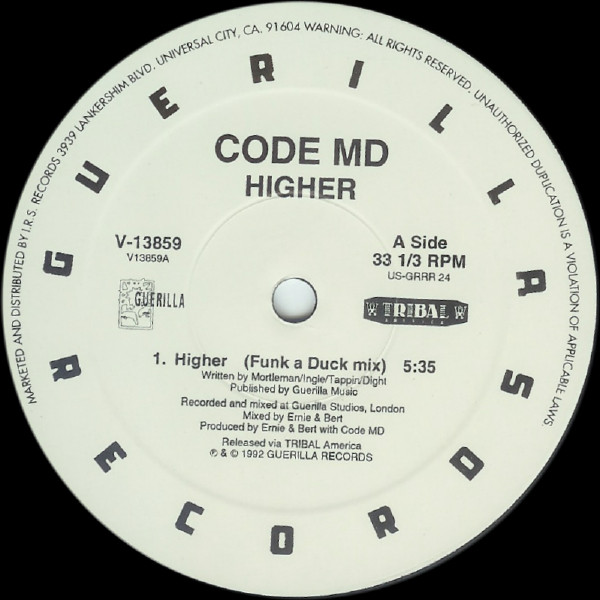 MARKETED AND DISTRIBUTED BY I.R.S. RECORDS 3939 LANKERSHIM BLVD, UNIVERSAL CITY, CA. 91604 WARNING: ALL RIGHTS RESERVED. UNAUTHORIZED DUPLICATION IS A VIOLATION OF APPLICABLE LAWS
GUERILLA RECORDS
CODE MD
HIGHER
V-13859
V13859A
A Side
33 1/3 RPM
US-GRRR 24
GUERILLA
TRIBAL
AMERICA
1. Higher (Funk a Duck mix) 5:35
Written by Mortleman/Ingle/Tappin/Dight
Published by Guerilla Music
Recorded and mixed at Guerilla Studios, London
Mixed by Ernie & Bert
Produced by Ernie & Bert with Code MD
Released via TRIBAL America
℗ & © 1992 GUERILLA RECORDS